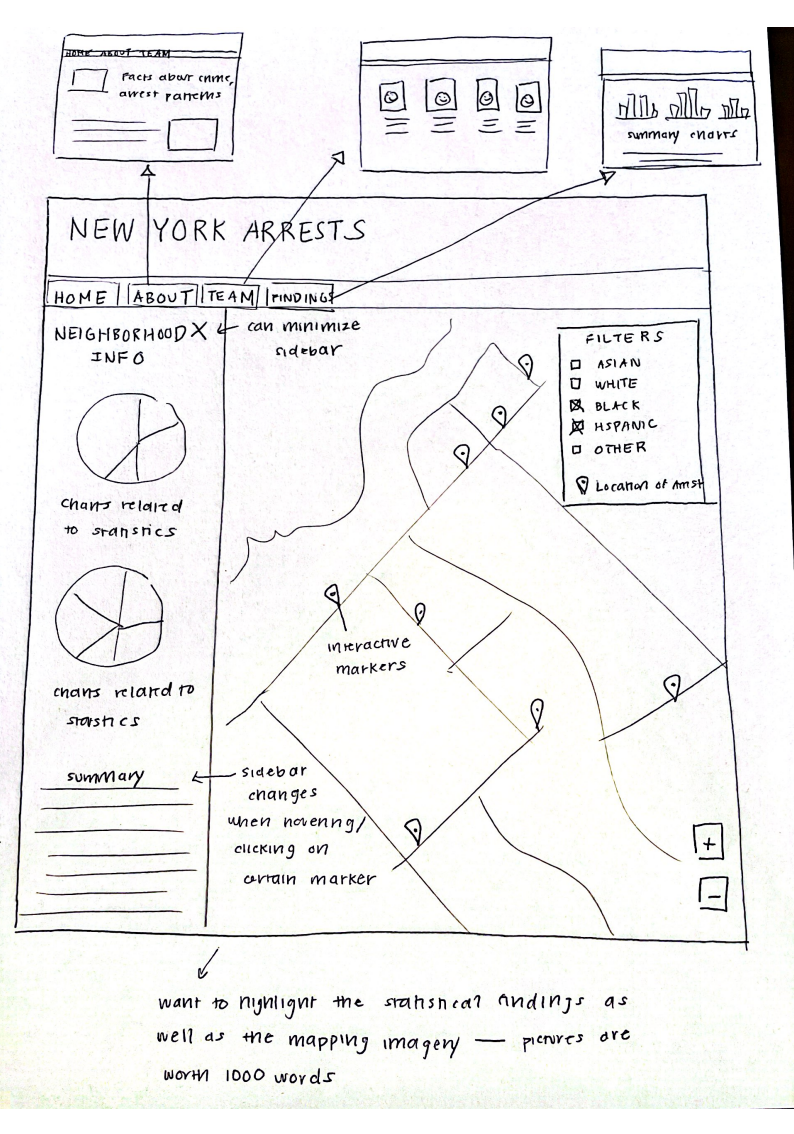 HOME ABOUT TEAM
Facts about crime,
arrest patterns
summary charts
NEW YORK ARRESTS
HOME
ABOUT
TEAM
FINDINGS
NEIGHBORHOOD X
INFO
can minimize
sidebar
charts related
to statistics
charts related to
statistics
summary
FILTERS
ASIAN
WHITE
BLACK
HSPANIC
OTHER
Location of Arrest
interactive
markers
sidebar
changes
when hovering/
clicking on
certain marker
+
-
want to highlight the statistical findings as
well as the mapping imagery — pictures are
worth 1000 words